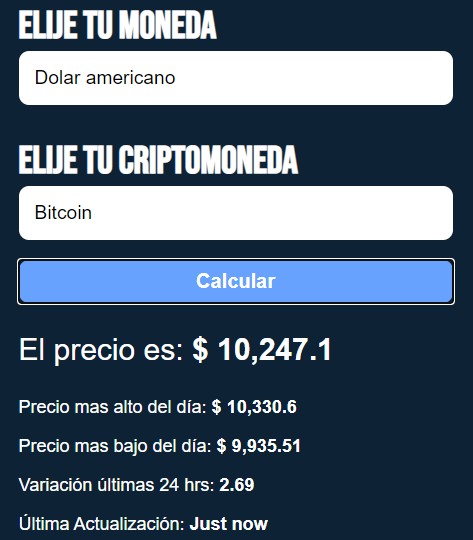 ELIJE TU MONEDA
Dolar americano
ELIJE TU CRIPTOMONEDA
Bitcoin
Calcular
El precio es: $ 10,247.1
Precio mas alto del día: $ 10,330.6
Precio mas bajo del día: $ 9,935.51
Variación últimas 24 hrs: 2.69
Última Actualización: Just now